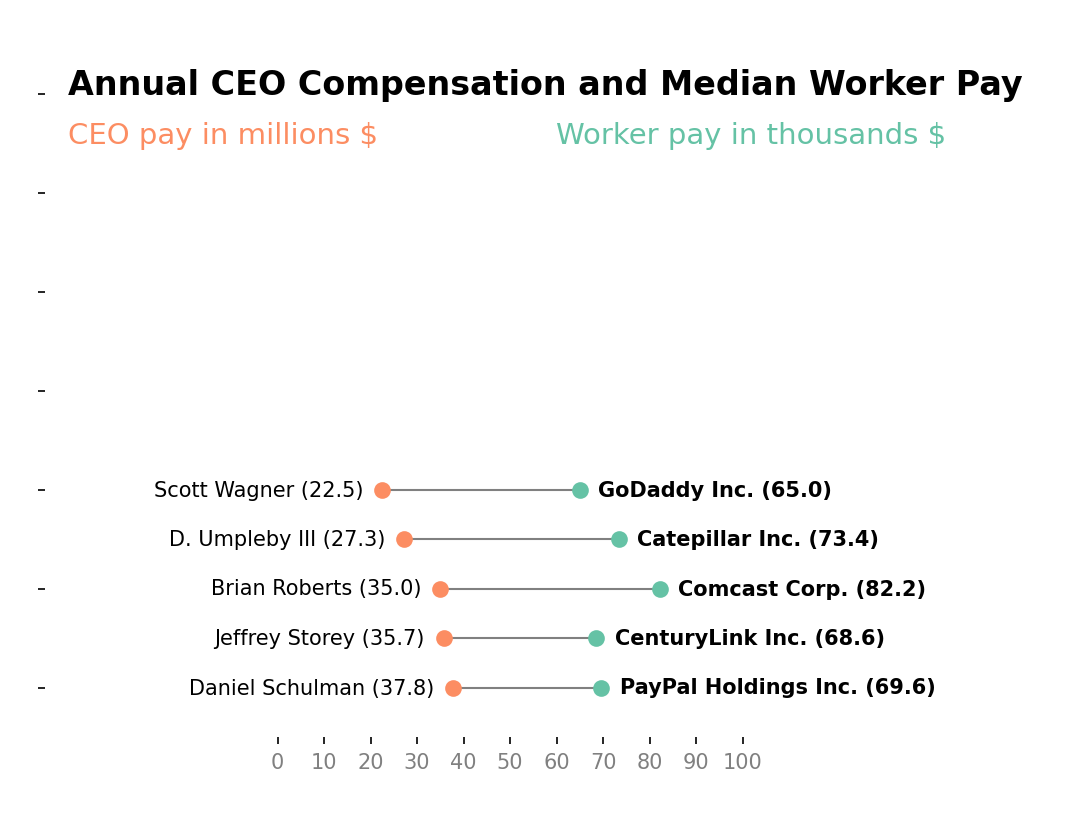 Annual CEO Compensation and Median Worker Pay
CEO pay in millions $ Worker pay in thousands $
Scott Wagner (22.5) GoDaddy Inc. (65.0)
D. Umpleby III (27.3) Catepillar Inc. (73.4)
Brian Roberts (35.0) Comcast Corp. (82.2)
Jeffrey Storey (35.7) CenturyLink Inc. (68.6)
Daniel Schulman (37.8) PayPal Holdings Inc. (69.6)
0 10 20 30 40 50 60 70 80 90 100